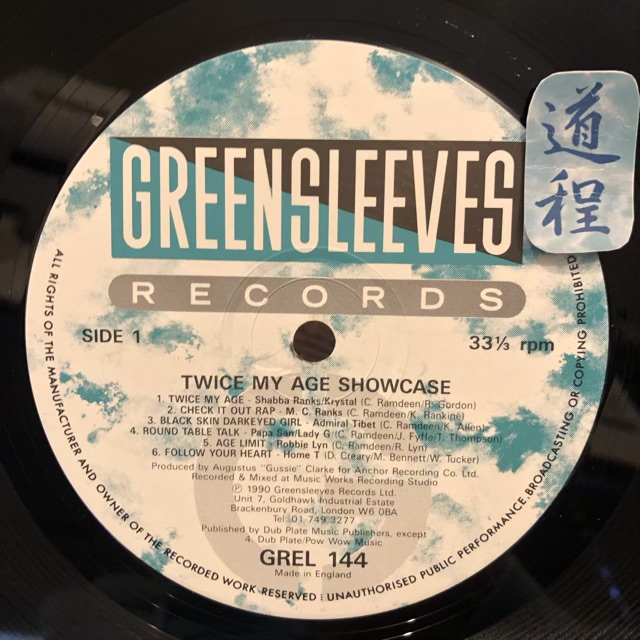 GREENSLEEVES
RECORDS
道程
SIDE 1
33⅓ rpm
TWICE MY AGE SHOWCASE
1. TWICE MY AGE - Shabba Ranks/Krystal (C. Ramdeen/R. Gordon)
2. CHECK IT OUT RAP - M. C. Ranks (C. Ramdeen/K. Rankine)
3. BLACK SKIN DARKEYED GIRL - Admiral Tibet (C. Ramdeen/K. Allen)
4. ROUND TABLE TALK - Papa San/Lady G (C. Ramdeen/J. Fyffe/T. Thompson)
5. AGE LIMIT - Robbie Lyn (C. Ramdeen/R. Lyn)
6. FOLLOW YOUR HEART - Home T (D. Creary/M. Bennett/W. Tucker)
Produced by Augustus "Gussie" Clarke for Anchor Recording Co. Ltd.
Recorded & Mixed at Music Works Recording Studio
Ⓟ 1990 Greensleeves Records Ltd.
Unit 7, Goldhawk Industrial Estate
Brackenbury Road, London W6 0BA
Tel: 01 749 3277
Published by Dub Plate Music Publishers, except
4. Dub Plate/Pow Wow Music
GREL 144
Made in England
ALL RIGHTS OF THE MANUFACTURER AND OWNER OF THE RECORDED WORK RESERVED : UNAUTHORISED PUBLIC PERFORMANCE, BROADCASTING OR COPYING PROHIBITED